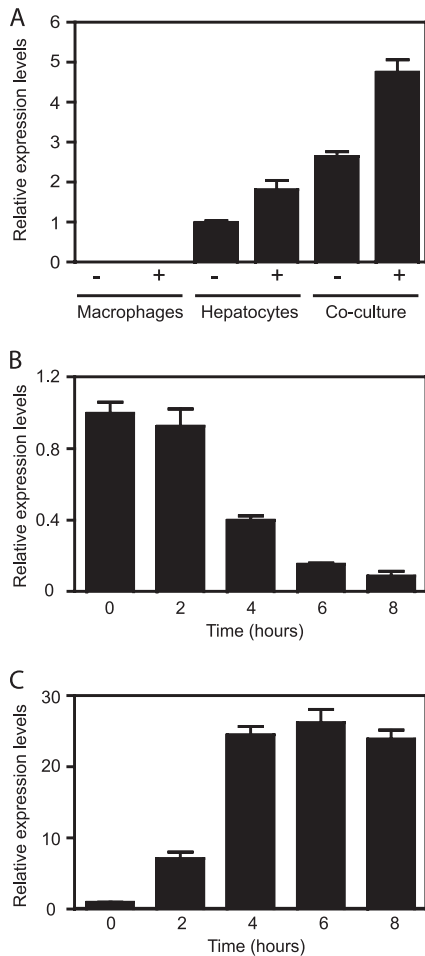 A
Relative expression levels
6
5
4
3
2
1
0
- + - + - +
Macrophages Hepatocytes Co-culture
B
Relative expression levels
1.2
0.8
0.4
0
0 2 4 6 8
Time (hours)
C
Relative expression levels
30
20
10
0
0 2 4 6 8
Time (hours)